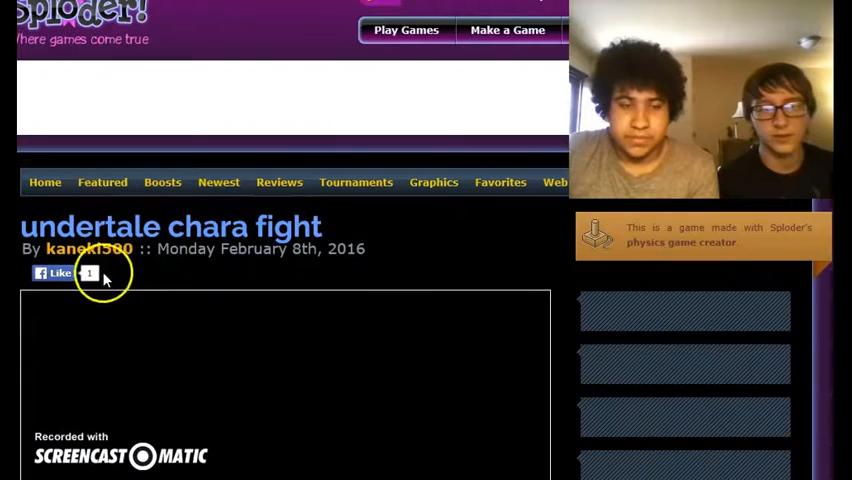 Sploder!
here games come true
Play Games
Make a Game
Home
Featured
Boosts
Newest
Reviews
Tournaments
Graphics
Favorites
Web
undertale chara fight
By kaneki500 :: Monday February 8th, 2016
Like
1
This is a game made with Sploder's
physics game creator.
Recorded with
SCREENCAST MATIC